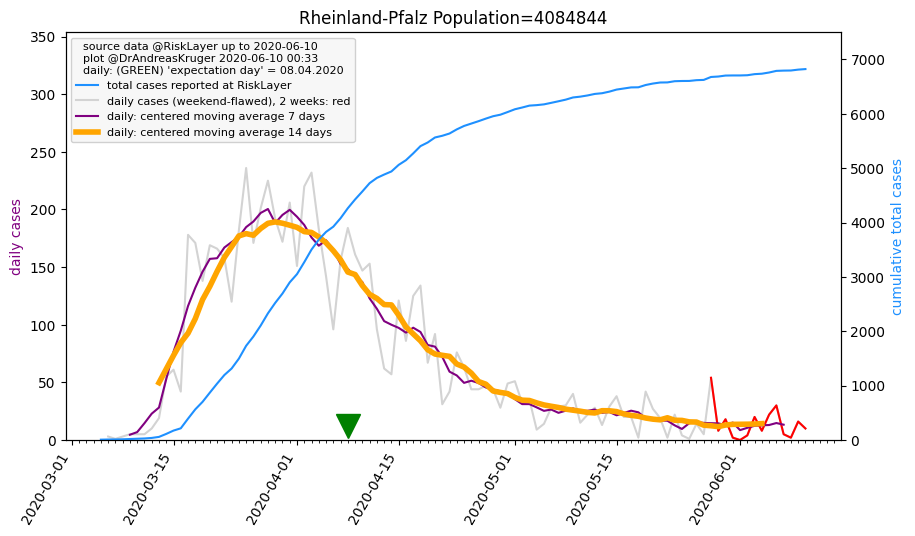 Rheinland-Pfalz Population=4084844
source data @RiskLayer up to 2020-06-10
plot @DrAndreasKruger 2020-06-10 00:33
daily: (GREEN) 'expectation day' = 08.04.2020
total cases reported at RiskLayer
daily cases (weekend-flawed), 2 weeks: red
daily: centered moving average 7 days
daily: centered moving average 14 days
daily cases
350
300
250
200
150
100
50
0
7000
6000
5000
4000
3000
2000
1000
0
cumulative total cases
2020-03-01
2020-03-15
2020-04-01
2020-04-15
2020-05-01
2020-05-15
2020-06-01